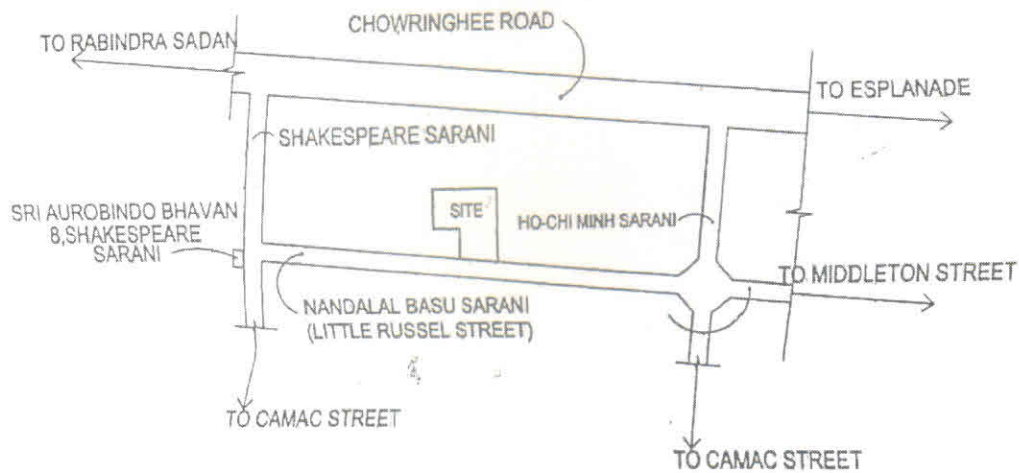 CHOWRINGHEE ROAD
TO RABINDRA SADAN
TO ESPLANADE
SHAKESPEARE SARANI
SRI AUROBINDO BHAVAN
8,SHAKESPEARE
SARANI
SITE
HO-CHI MINH SARANI
TO MIDDLETON STREET
NANDALAL BASU SARANI
(LITTLE RUSSEL STREET)
TO CAMAC STREET
TO CAMAC STREET